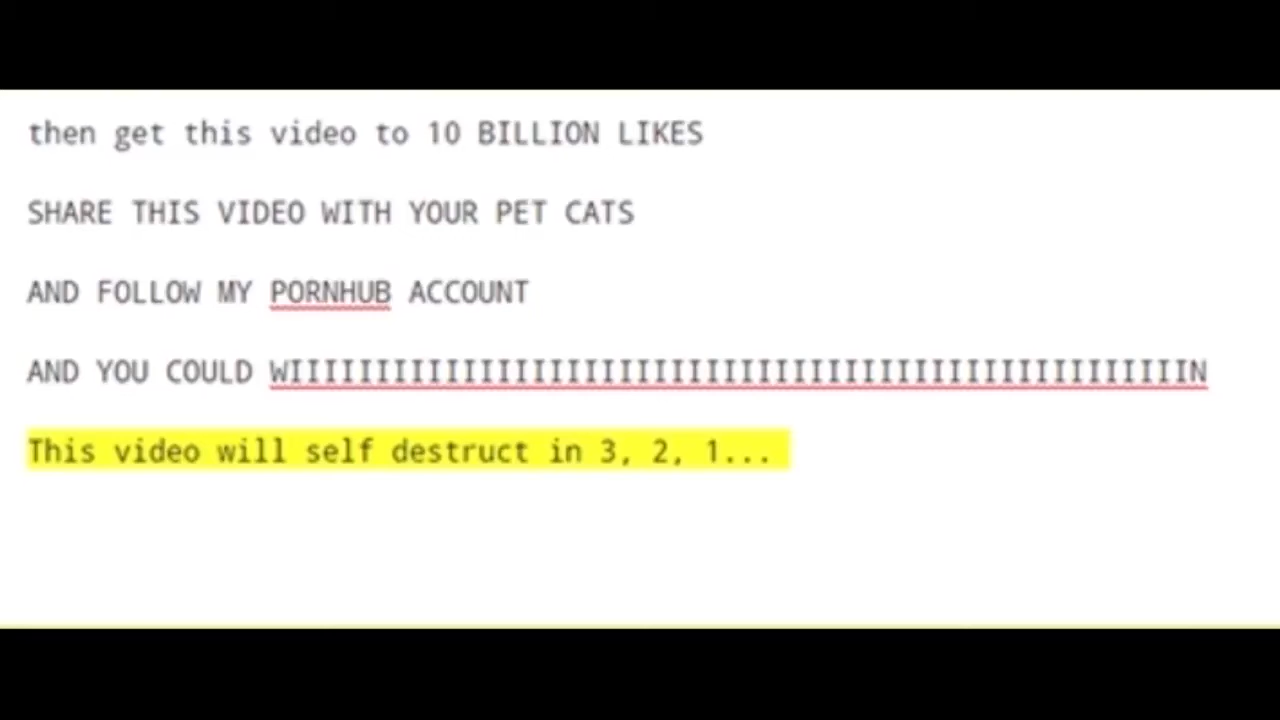 then get this video to 10 BILLION LIKES
SHARE THIS VIDEO WITH YOUR PET CATS
AND FOLLOW MY PORNHUB ACCOUNT
AND YOU COULD WIIIIIIIIIIIIIIIIIIIIIIIIIIIIIIIIIIIIIIIIIIIIIIIIIIIIN
This video will self destruct in 3, 2, 1...